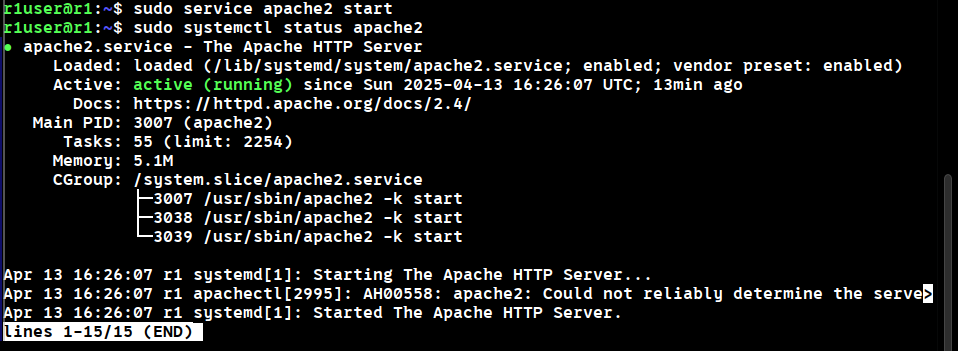 r1user@r1:~$ sudo service apache2 start
r1user@r1:~$ sudo systemctl status apache2
● apache2.service - The Apache HTTP Server
     Loaded: loaded (/lib/systemd/system/apache2.service; enabled; vendor preset: enabled)
     Active: active (running) since Sun 2025-04-13 16:26:07 UTC; 13min ago
       Docs: https://httpd.apache.org/docs/2.4/
   Main PID: 3007 (apache2)
      Tasks: 55 (limit: 2254)
     Memory: 5.1M
     CGroup: /system.slice/apache2.service
             ├─3007 /usr/sbin/apache2 -k start
             ├─3038 /usr/sbin/apache2 -k start
             └─3039 /usr/sbin/apache2 -k start

Apr 13 16:26:07 r1 systemd[1]: Starting The Apache HTTP Server...
Apr 13 16:26:07 r1 apachectl[2995]: AH00558: apache2: Could not reliably determine the serve>
Apr 13 16:26:07 r1 systemd[1]: Started The Apache HTTP Server.
lines 1-15/15 (END)